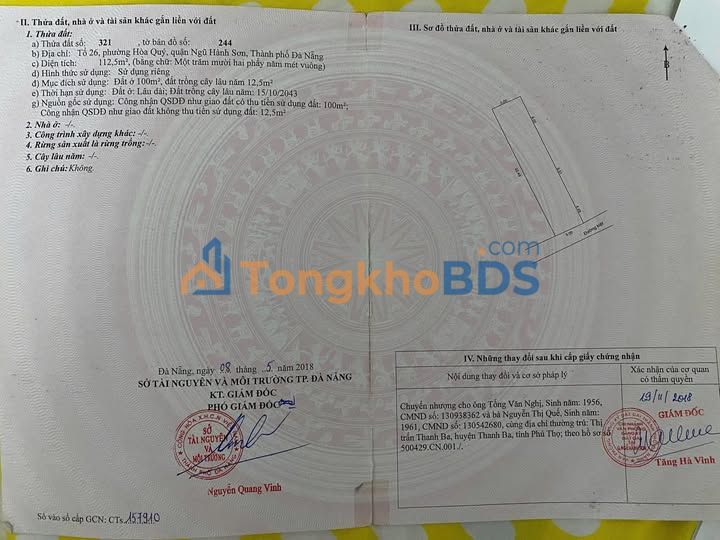 II. Thửa đất, nhà ở và tài sản khác gắn liền với đất
1. Thửa đất:
a) Thửa đất số: 321 , tờ bản đồ số: 244
b) Địa chỉ: Tổ 26, phường Hòa Quý, quận Ngũ Hành Sơn, Thành phố Đà Nẵng
c) Diện tích: 112,5m², (bằng chữ: Một trăm mười hai phẩy năm mét vuông)
d) Hình thức sử dụng: Sử dụng riêng
đ) Mục đích sử dụng: Đất ở 100m², đất trồng cây lâu năm 12,5m²
e) Thời hạn sử dụng: Đất ở: Lâu dài; Đất trồng cây lâu năm: 15/10/2043
g) Nguồn gốc sử dụng: Công nhận QSDĐ như giao đất có thu tiền sử dụng đất: 100m²;
Công nhận QSDĐ như giao đất không thu tiền sử dụng đất: 12,5m²
2. Nhà ở: -/-
3. Công trình xây dựng khác: -/-
4. Rừng sản xuất là rừng trồng:-/-
5. Cây lâu năm: -/-
6. Ghi chú:Không.
Đà Nẵng, ngày 08 tháng 5 năm 2018
SỞ TÀI NGUYÊN VÀ MÔI TRƯỜNG TP. ĐÀ NẴNG
KT. GIÁM ĐỐC
PHÓ GIÁM ĐỐC
SỞ
TÀI NGUYÊN
VÀ
MÔI TRƯỜNG
Nguyễn Quang Vinh
Số vào sổ cấp GCN: CTs.157910
III. Sơ đồ thửa đất, nhà ở và tài sản khác gắn liền với đất
B
5.00
Đường bê
TongkhoBDS.com
IV. Những thay đổi sau khi cấp giấy chứng nhận
Nội dung thay đổi và cơ sở pháp lý
Xác nhận của cơ quan
có thẩm quyền
Chuyển nhượng cho ông Tống Văn Nghị, Sinh năm: 1956,
CMND số: 130938362 và bà Nguyễn Thị Quế, Sinh năm:
1961, CMND số: 130542680, cùng địa chỉ thường trú: Thị
trấn Thanh Ba, huyện Thanh Ba, tỉnh Phú Thọ; theo hồ sơ số
500429.CN.001./.
19/11/2018
GIÁM ĐỐC
Tăng Hà Vinh